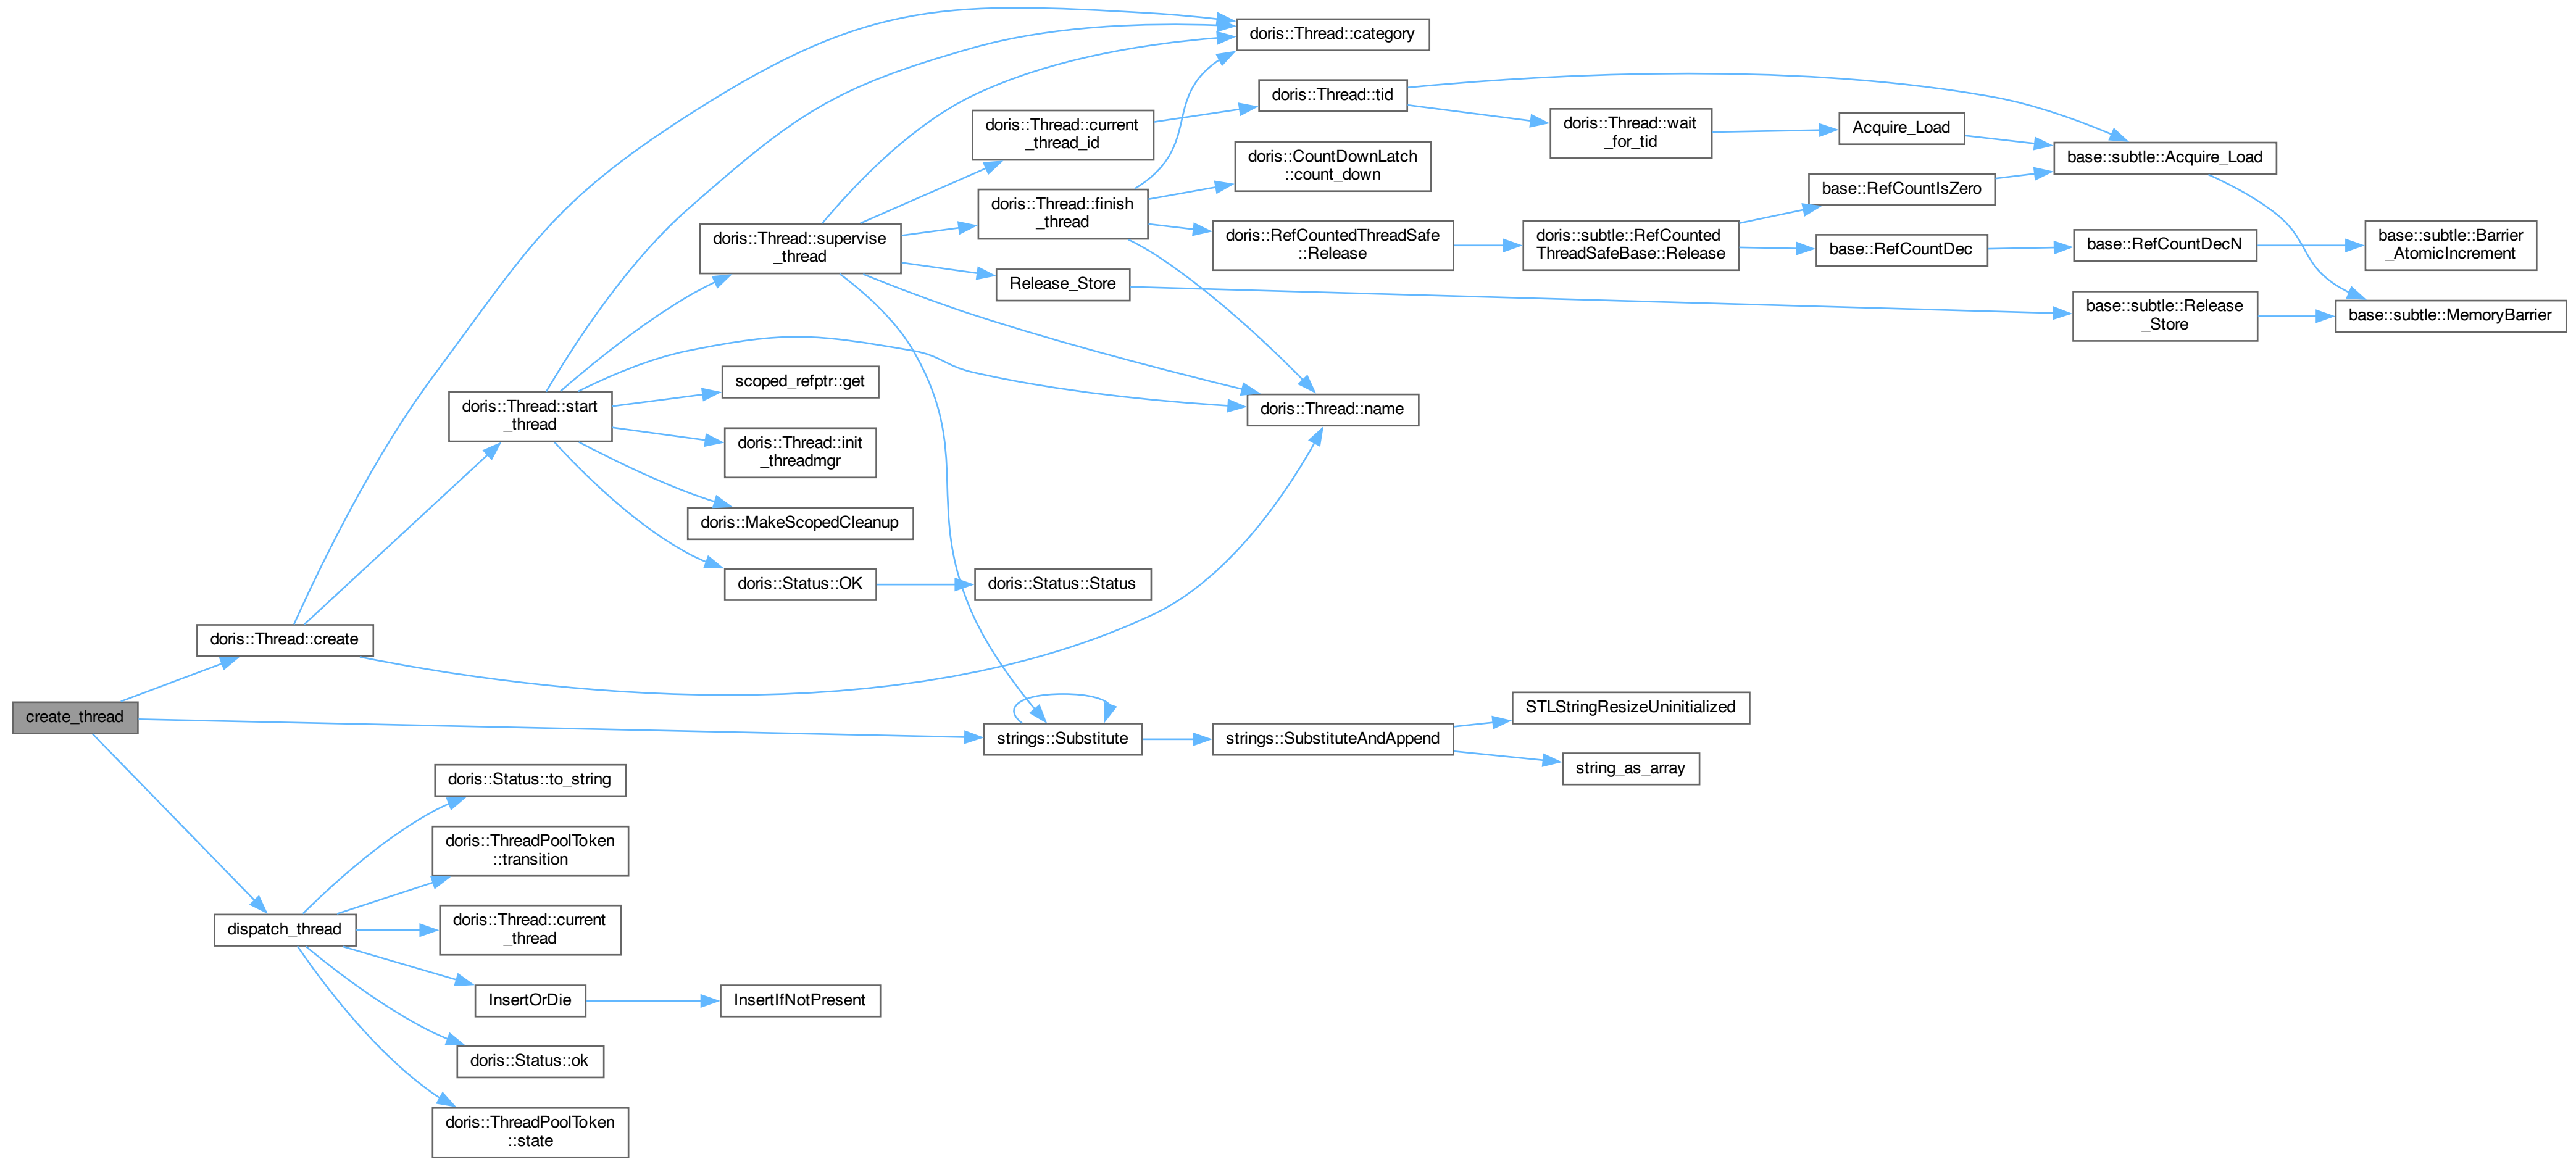 create_thread
doris::Thread::create
doris::Thread::category
doris::Thread::start
_thread
doris::Thread::supervise
_thread
doris::Thread::current
_thread_id
doris::Thread::tid
doris::Thread::wait
_for_tid
Acquire_Load
base::subtle::Acquire_Load
base::subtle::MemoryBarrier
doris::Thread::finish
_thread
doris::CountDownLatch
::count_down
doris::RefCountedThreadSafe
::Release
doris::subtle::RefCounted
ThreadSafeBase::Release
base::RefCountIsZero
base::RefCountDec
base::RefCountDecN
base::subtle::Barrier
_AtomicIncrement
Release_Store
base::subtle::Release
_Store
doris::Thread::name
scoped_refptr::get
doris::Thread::init
_threadmgr
doris::MakeScopedCleanup
doris::Status::OK
doris::Status::Status
strings::Substitute
strings::SubstituteAndAppend
STLStringResizeUninitialized
string_as_array
dispatch_thread
doris::Status::to_string
doris::ThreadPoolToken
::transition
doris::Thread::current
_thread
InsertOrDie
InsertIfNotPresent
doris::Status::ok
doris::ThreadPoolToken
::state